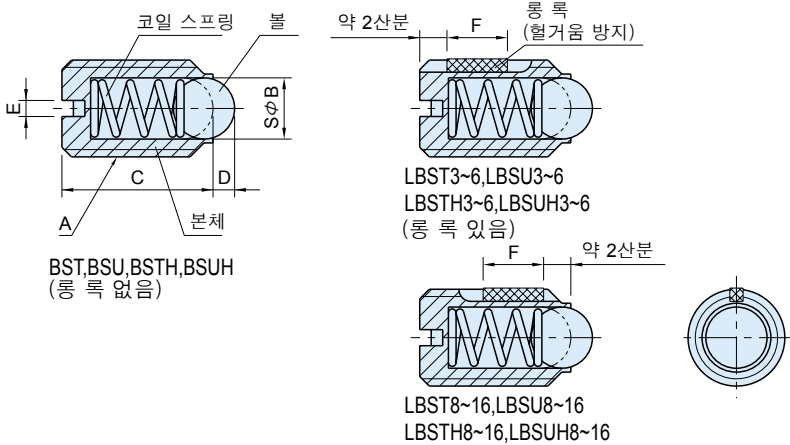 코일 스프링
볼
E
SφB
C
D
A
본체
BST,BSU,BSTH,BSUH
(롱 록 없음)
약 2산분
F
롱 록
(헐거움 방지)
LBST3~6,LBSU3~6
LBSTH3~6,LBSUH3~6
(롱 록 있음)
F
약 2산분
LBST8~16,LBSU8~16
LBSTH8~16,LBSUH8~16